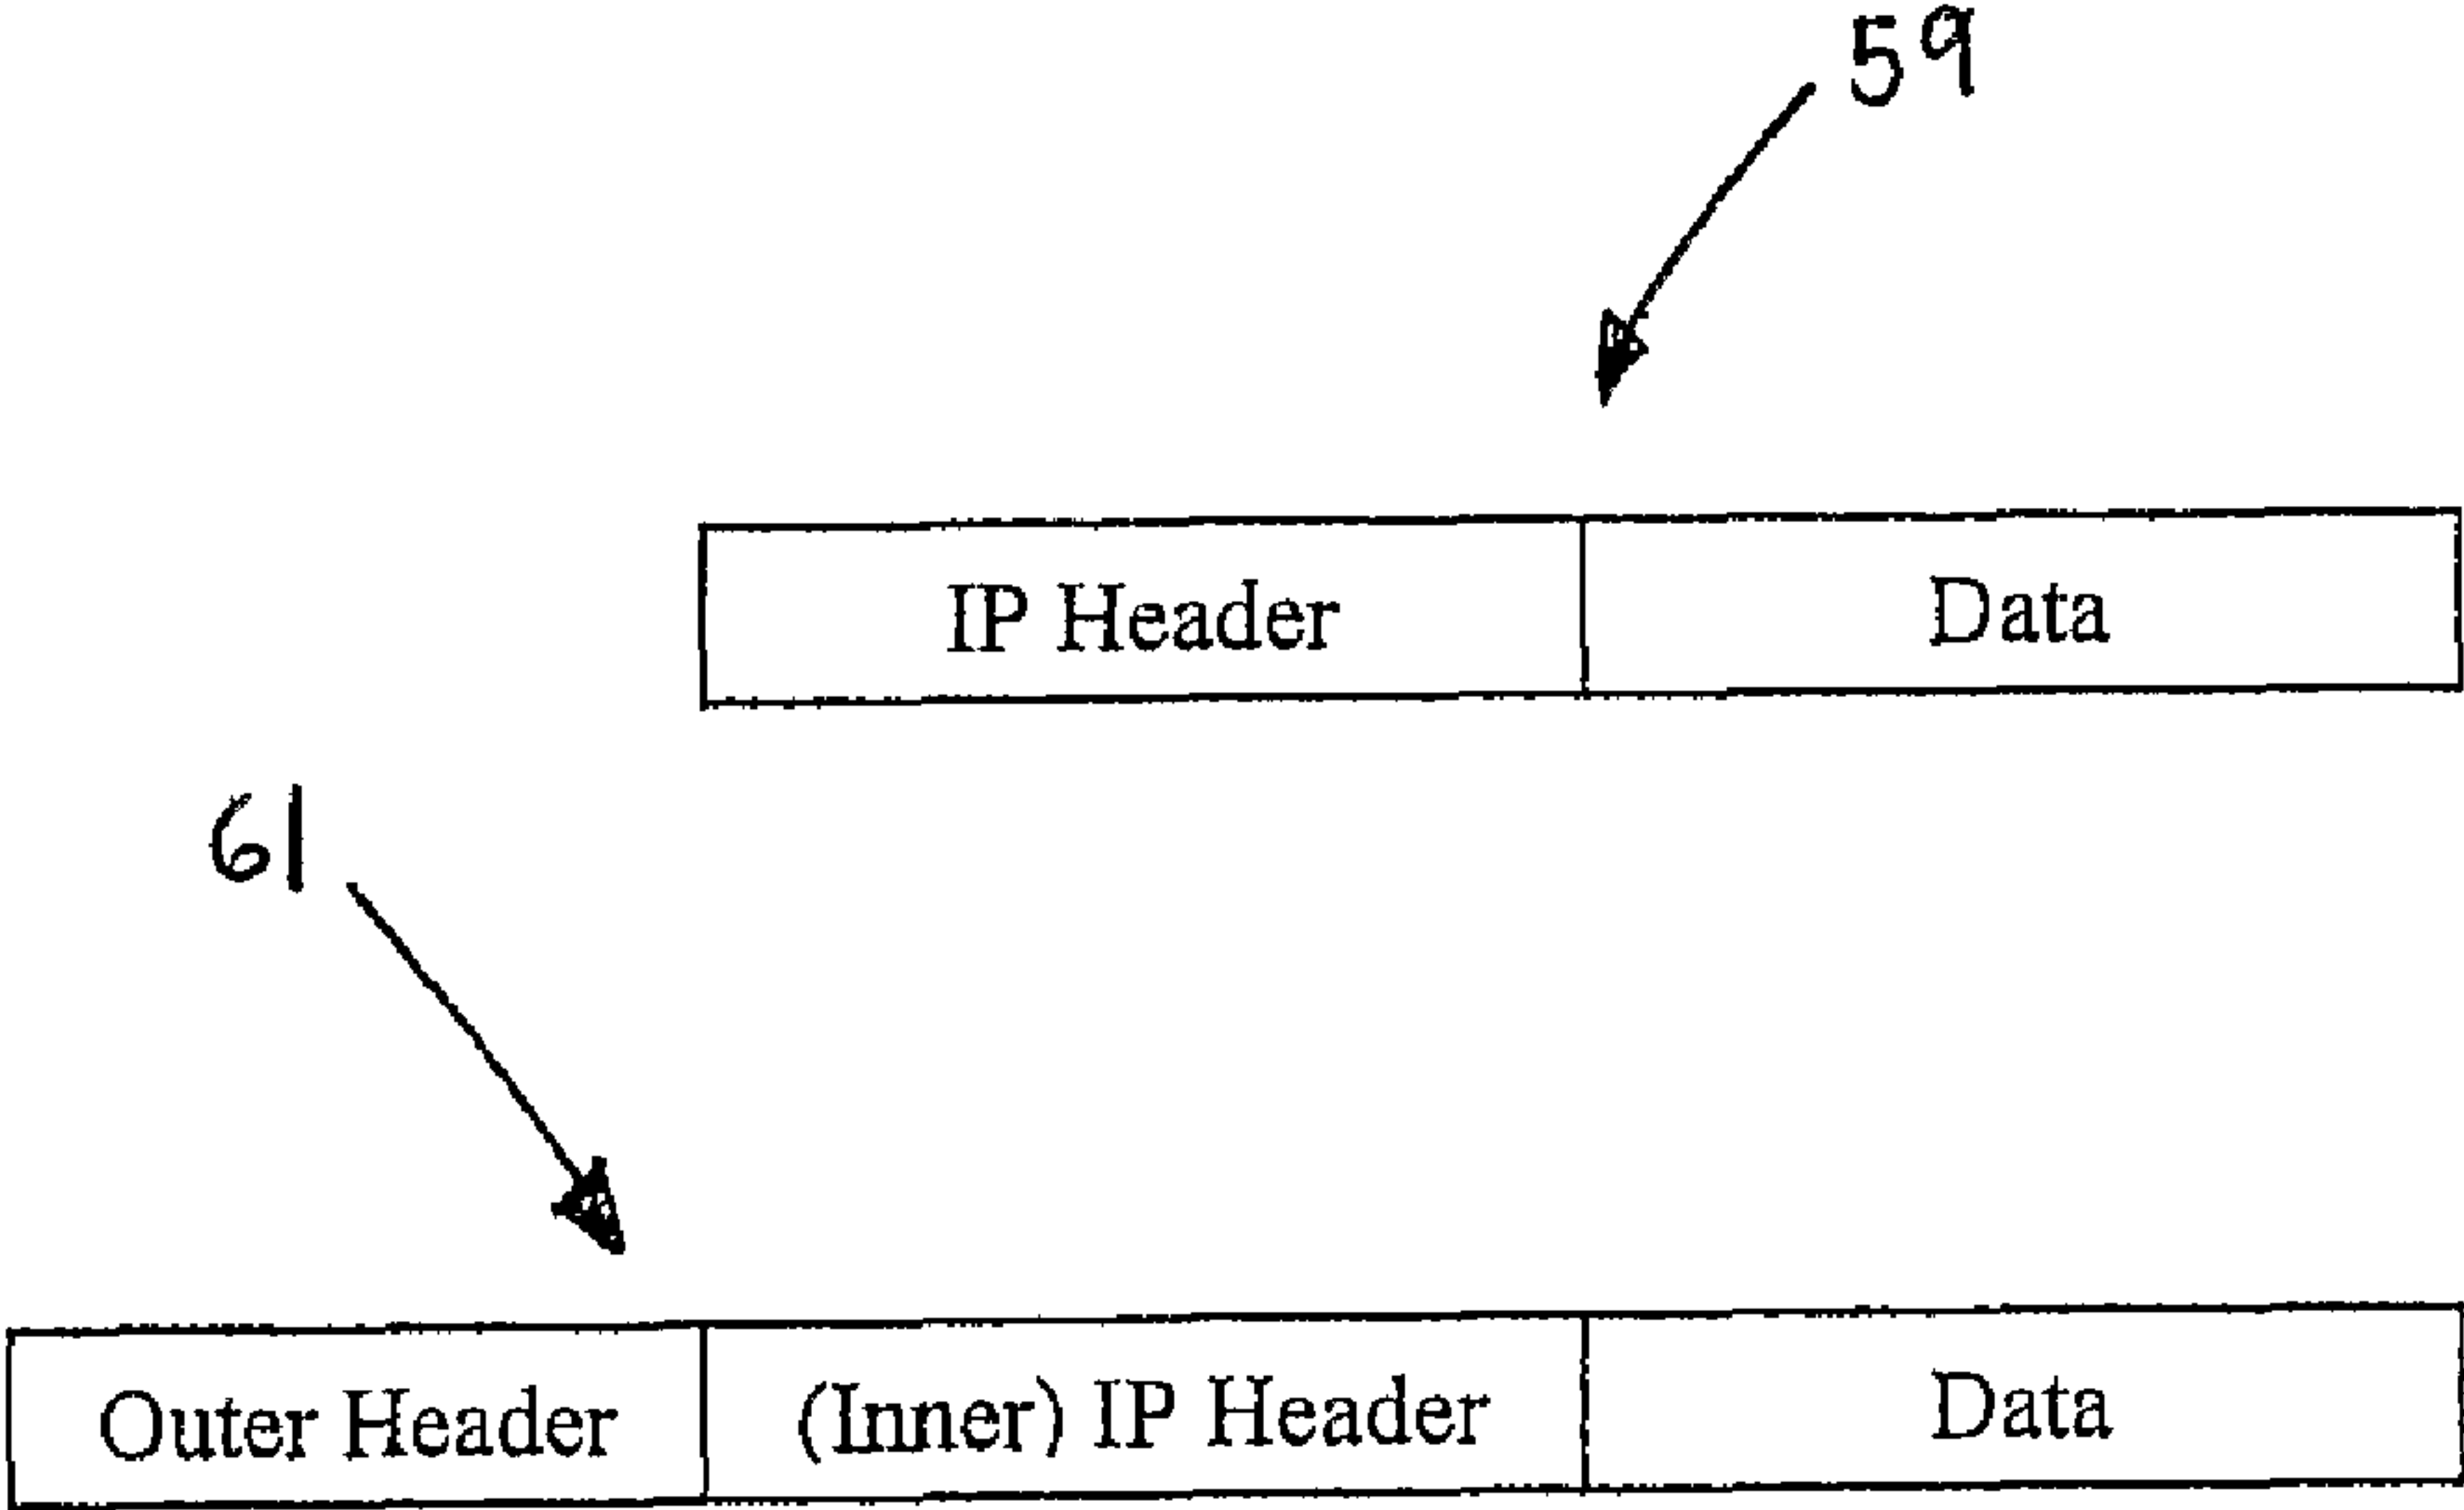 59
IP Header Data
61
Outer Header (Inner) IP Header Data